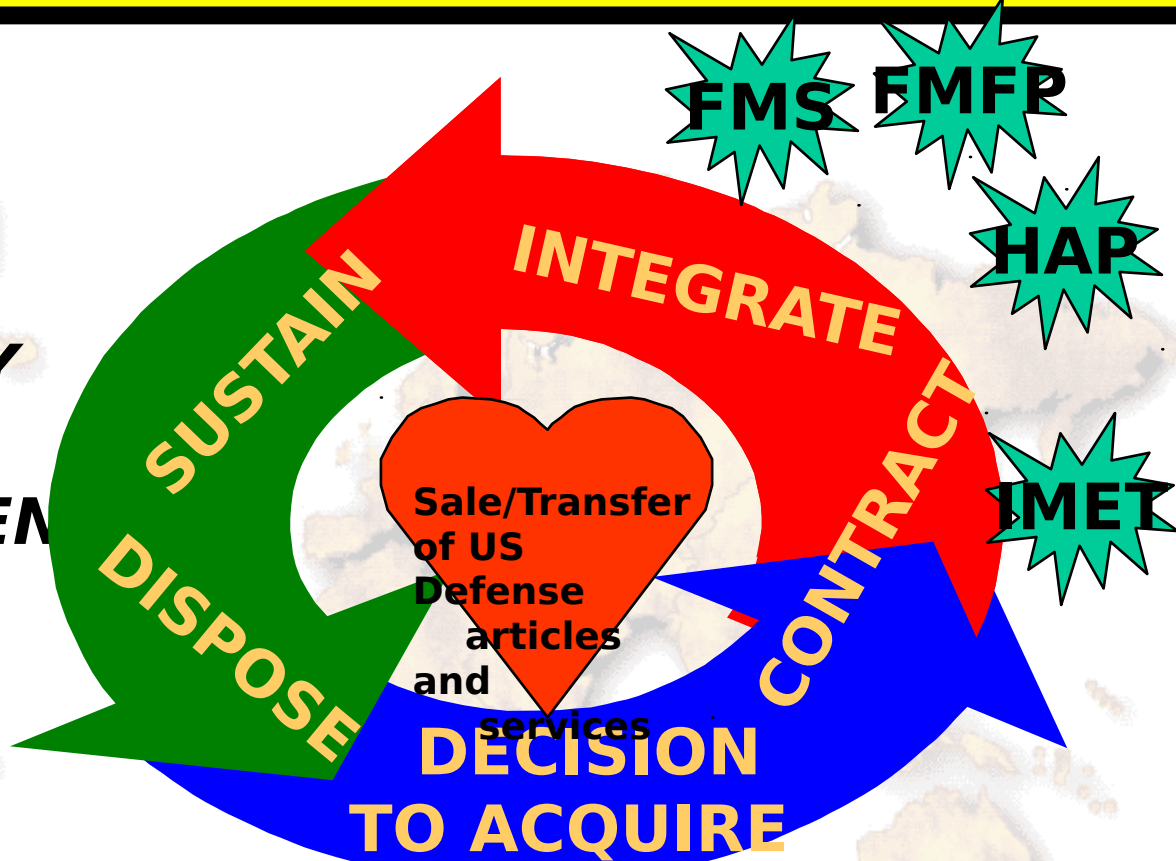 FMS
FMFP
HAP
INTEGRATE
SUSTAIN
CONTRACT
IMET
Sale/Transfer
of US
Defense
articles
and
services
DISPOSE
DECISION
TO ACQUIRE